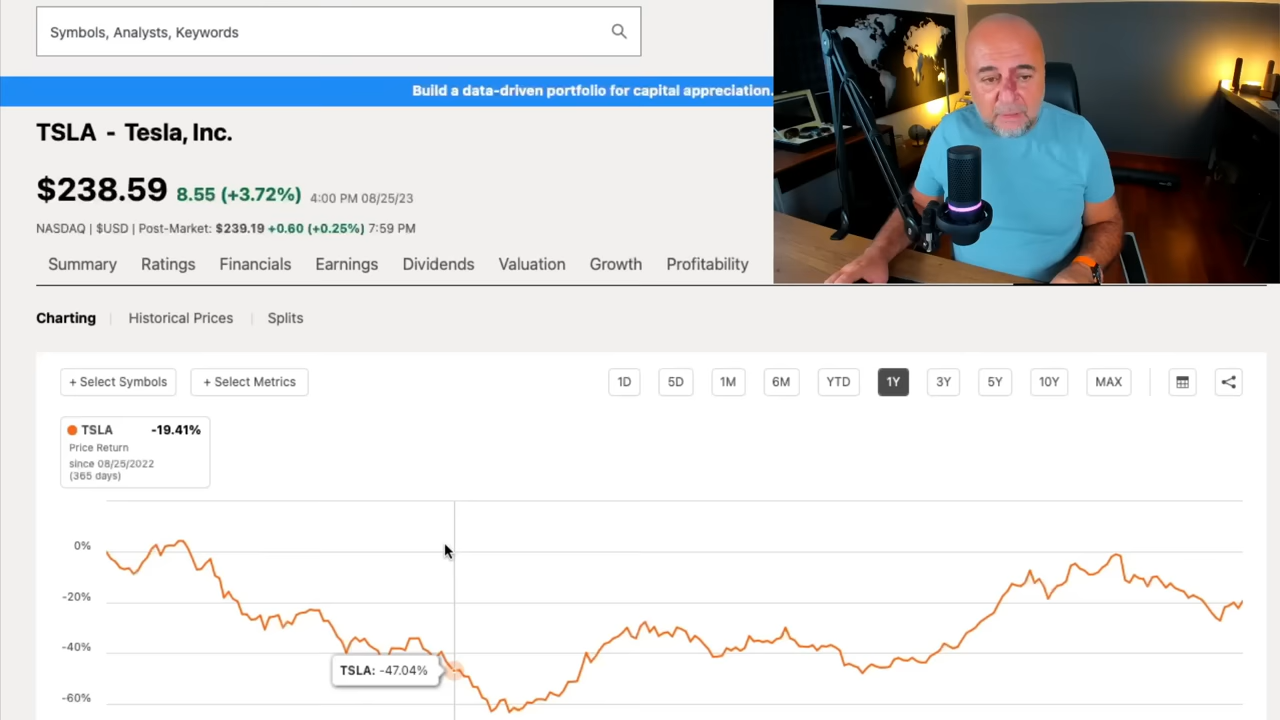 Symbols, Analysts, Keywords
Build a data-driven portfolio for capital appreciation.
TSLA - Tesla, Inc.
$238.59 8.55 (+3.72%) 4:00 PM 08/25/23
NASDAQ | $USD | Post-Market: $239.19 +0.60 (+0.25%) 7:59 PM
Summary Ratings Financials Earnings Dividends Valuation Growth Profitability
Charting | Historical Prices | Splits
+ Select Symbols + Select Metrics 1D 5D 1M 6M YTD 1Y 3Y 5Y 10Y MAX
TSLA -19.41%
Price Return
since 08/25/2022
(365 days)
0%
-20%
-40%
TSLA: -47.04%
-60%